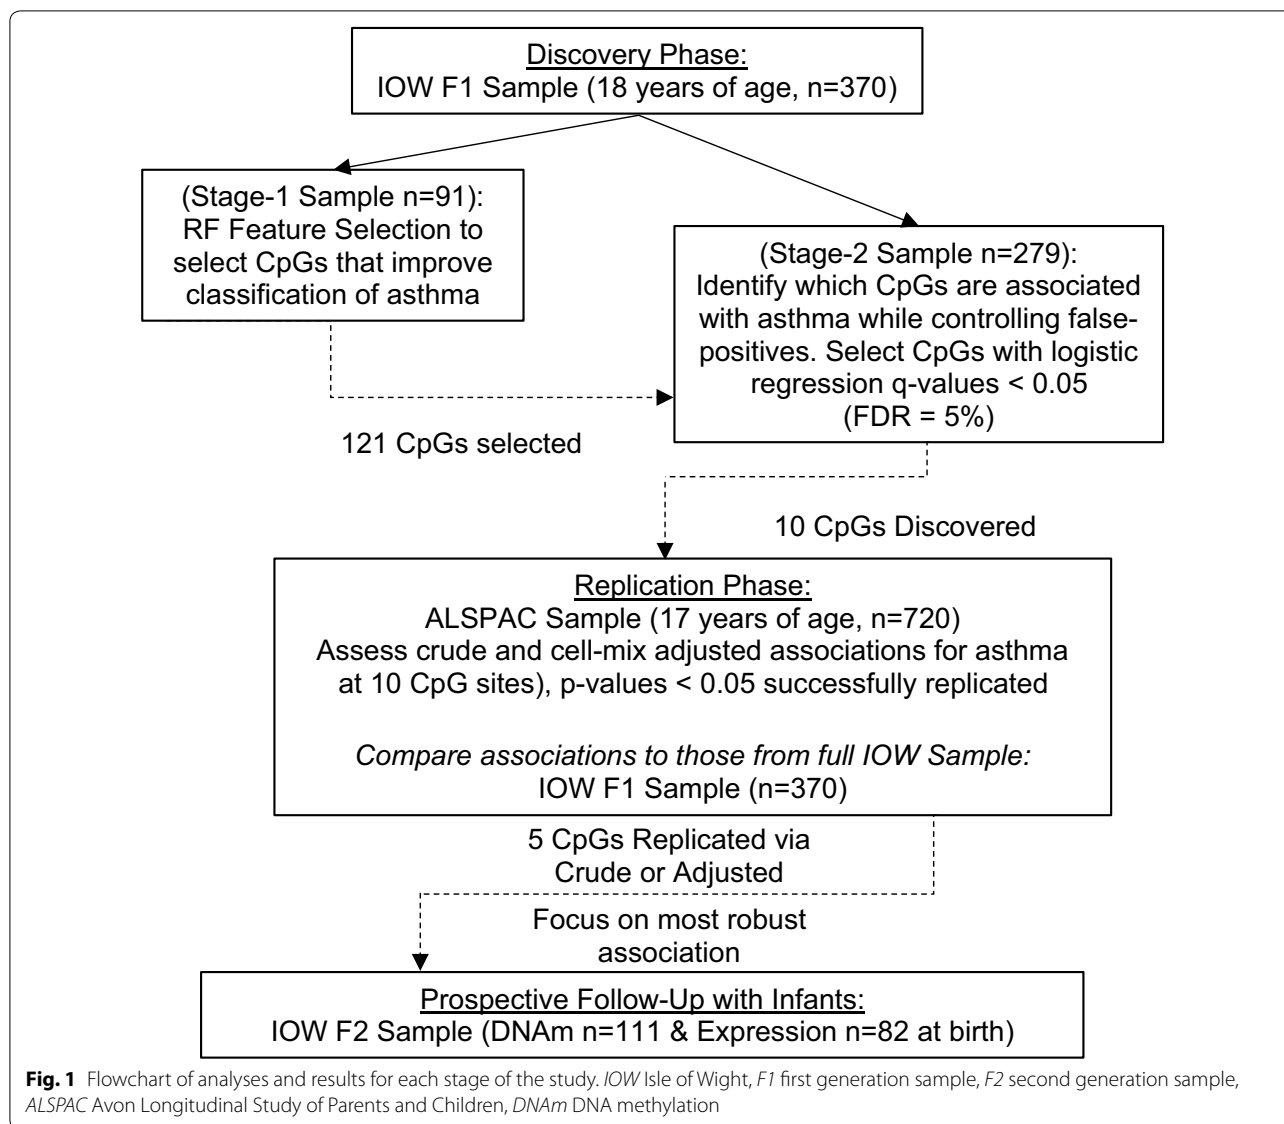 Discovery Phase:
IOW F1 Sample (18 years of age, n=370)
(Stage-1 Sample n=91):
RF Feature Selection to
select CpGs that improve
classification of asthma
(Stage-2 Sample n=279):
Identify which CpGs are associated
with asthma while controlling false-
positives. Select CpGs with logistic
regression q-values < 0.05
(FDR = 5%)
121 CpGs selected
10 CpGs Discovered
Replication Phase:
ALSPAC Sample (17 years of age, n=720)
Assess crude and cell-mix adjusted associations for asthma
at 10 CpG sites), p-values < 0.05 successfully replicated
Compare associations to those from full IOW Sample:
IOW F1 Sample (n=370)
5 CpGs Replicated via
Crude or Adjusted
Focus on most robust
association
Prospective Follow-Up with Infants:
IOW F2 Sample (DNAm n=111 & Expression n=82 at birth)
Fig. 1 Flowchart of analyses and results for each stage of the study. IOW Isle of Wight, F1 first generation sample, F2 second generation sample,
ALSPAC Avon Longitudinal Study of Parents and Children, DNAm DNA methylation